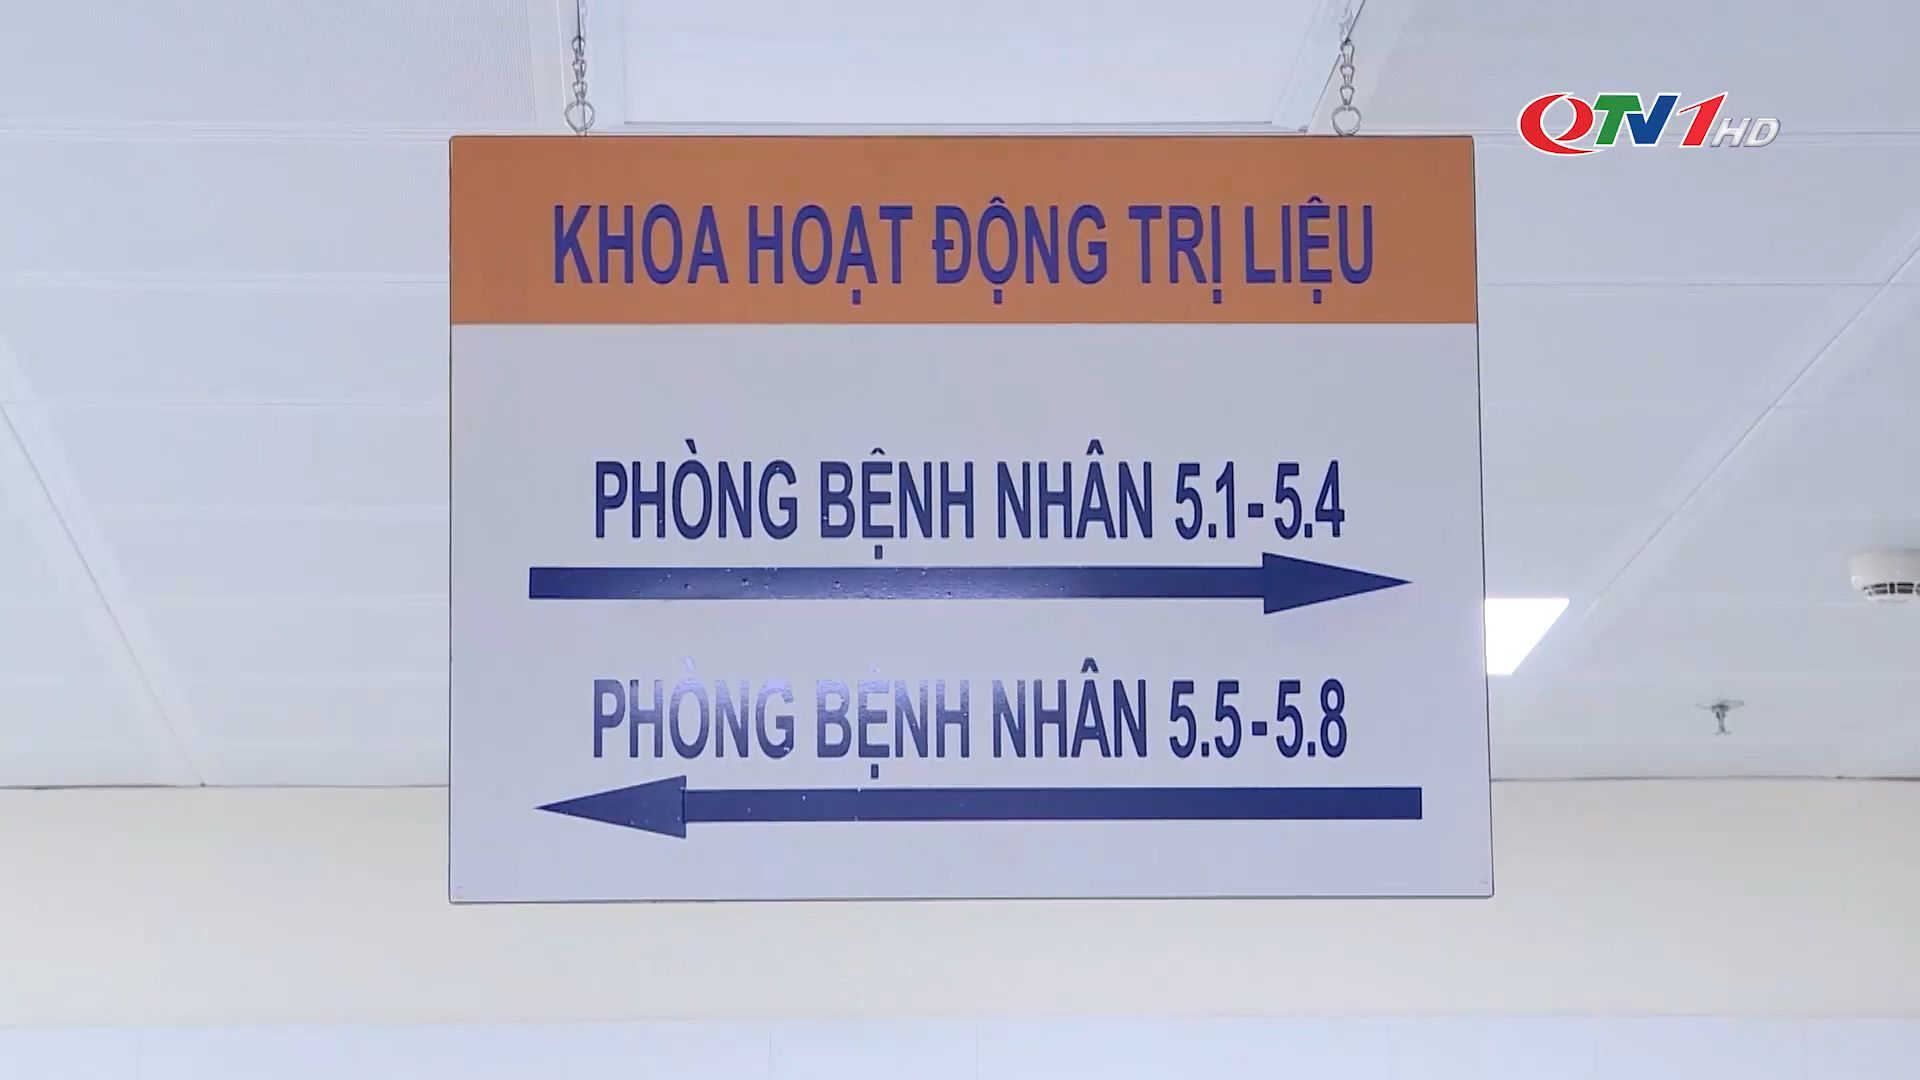 QTV1 HD
KHOA HOẠT ĐỘNG TRỊ LIỆU
PHÒNG BỆNH NHÂN 5.1-5.4
PHÒNG BỆNH NHÂN 5.5-5.8